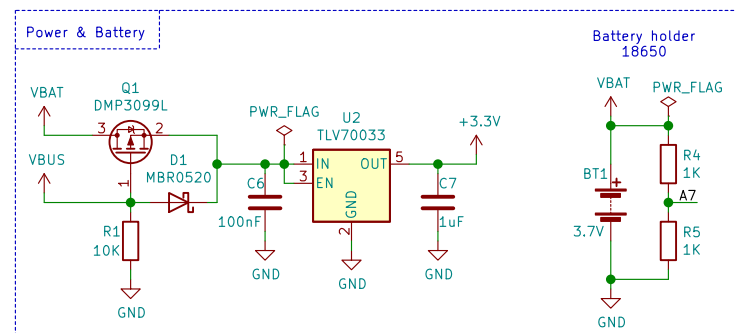 Power & Battery
Battery holder
18650
VBAT
Q1
DMP3099L
3
2
1
VBUS
D1
MBR0520
R1
10K
GND
PWR_FLAG
U2
TLV70033
1
IN
3
EN
OUT
5
GND
2
GND
C6
100nF
GND
+3.3V
C7
1uF
GND
VBAT
PWR_FLAG
BT1
+
3.7V
R4
1K
A7
R5
1K
GND